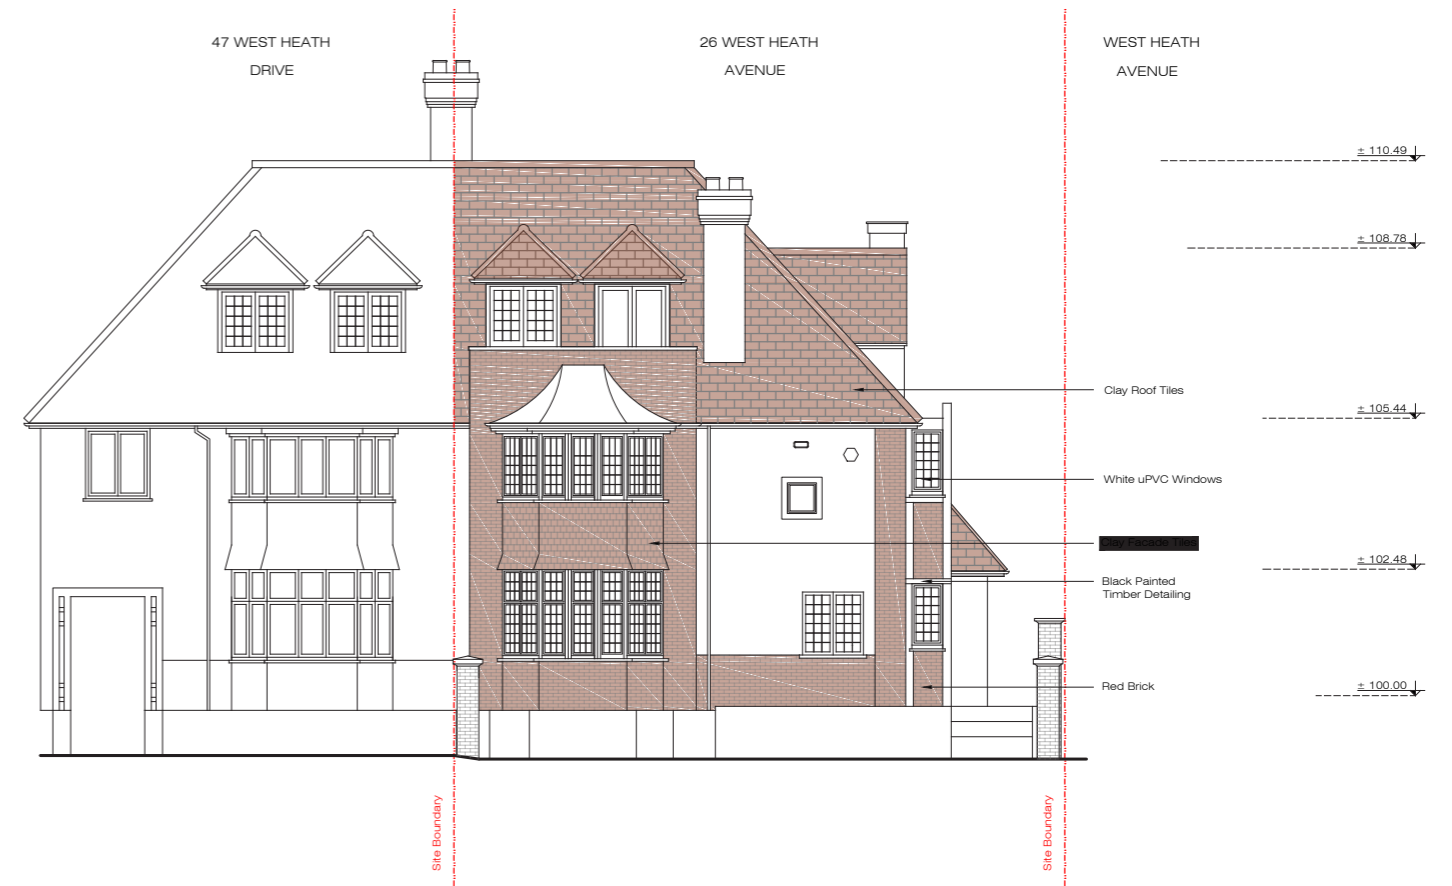 47 WEST HEATH
DRIVE
26 WEST HEATH
AVENUE
WEST HEATH
AVENUE
± 110.49
± 108.78
Clay Roof Tiles
± 105.44
White uPVC Windows
Clay Facade Tiles
± 102.48
Black Painted
Timber Detailing
Red Brick
± 100.00
Site Boundary
Site Boundary